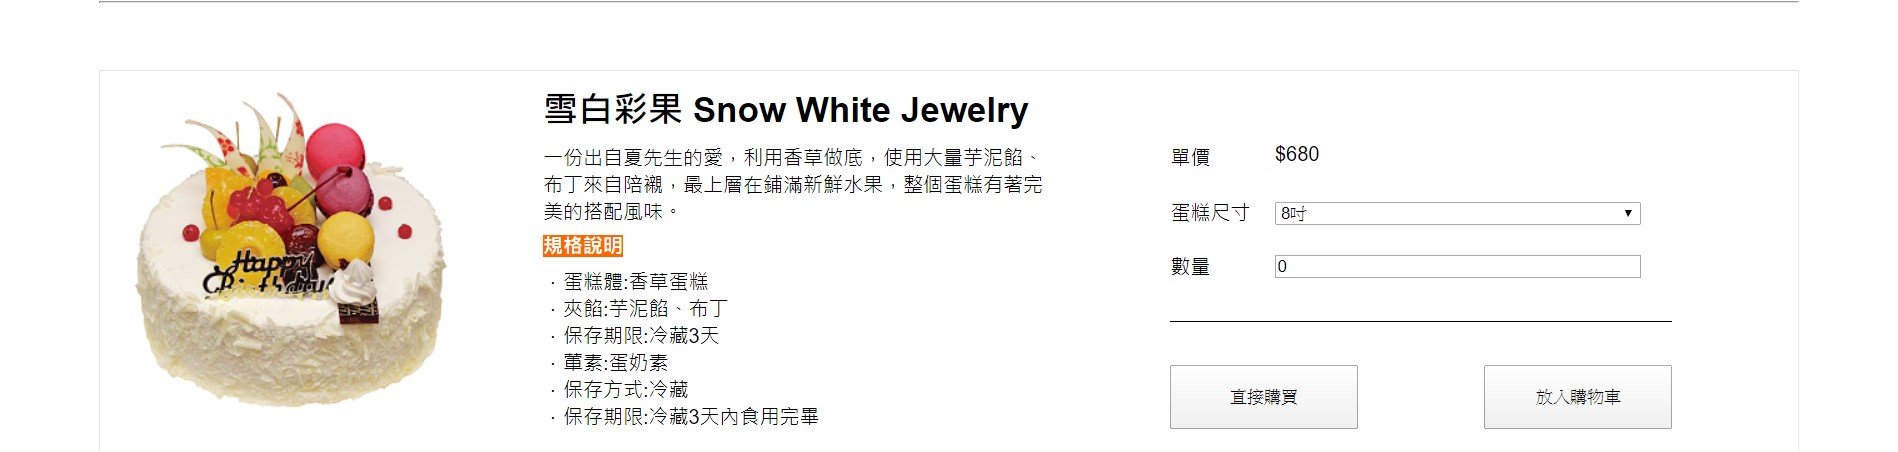 雪白彩果 Snow White Jewelry
一份出自夏先生的愛，利用香草做底，使用大量芋泥餡、
布丁來自陪襯，最上層在鋪滿新鮮水果，整個蛋糕有著完
美的搭配風味。
規格說明
．蛋糕體:香草蛋糕
．夾餡:芋泥餡、布丁
．保存期限:冷藏3天
．葷素:蛋奶素
．保存方式:冷藏
．保存期限:冷藏3天內食用完畢
Happy
Birthday
單價 $680
蛋糕尺寸 8吋
數量 0
直接購買 放入購物車